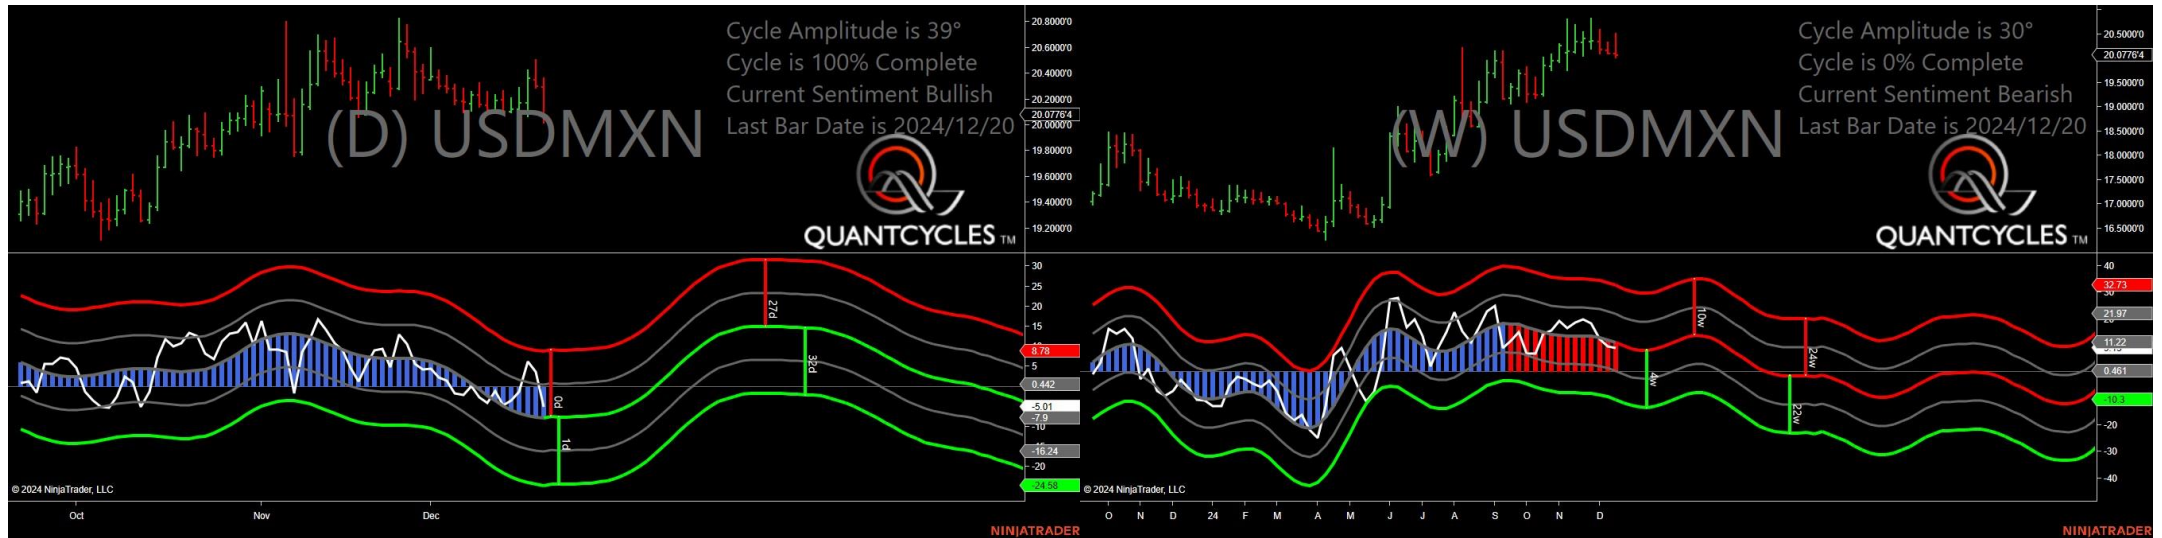 Cycle Amplitude is 39°
Cycle is 100% Complete
Current Sentiment Bullish
Last Bar Date is 2024/12/20
(D) USDMXN
QUANTCYCLES TM
20.8000'0
20.6000'0
20.4000'0
20.2000'0
20.0776'4
20.0000'0
19.8000'0
19.6000'0
19.4000'0
19.2000'0
30
25
20
15
8.78
5
0.442
-5.01
-7.9
-10
-16.24
-20
-24.58
27d
32d
0d
1d
© 2024 NinjaTrader, LLC
Oct
Nov
Dec
NINJATRADER
Cycle Amplitude is 30°
Cycle is 0% Complete
Current Sentiment Bearish
Last Bar Date is 2024/12/20
(W) USDMXN
QUANTCYCLES TM
20.5000'0
20.0776'4
19.5000'0
19.0000'0
18.5000'0
18.0000'0
17.5000'0
17.0000'0
16.5000'0
40
32.73
30
21.97
11.22
0.461
-10.3
-20
-30
-40
10w
24w
4w
22w
© 2024 NinjaTrader, LLC
O N D 24 F M A M J J A S O N D
NINJATRADER